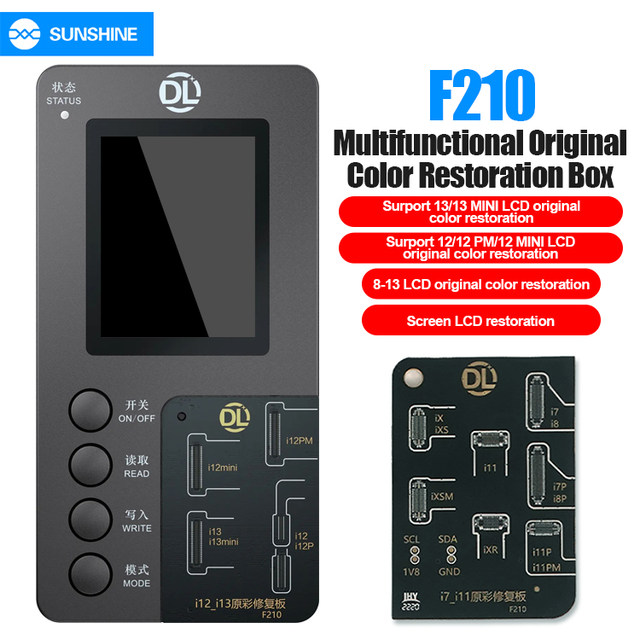 SUNSHINE
状态
STATUS
DL
F210
Multifunctional Original
Color Restoration Box
Surport 13/13 MINI LCD original
color restoration
Surport 12/12 PM/12 MINI LCD
original color restoration
8-13 LCD original color restoration
Screen LCD restoration
开关
ON/OFF
读取
READ
写入
WRITE
模式
MODE
DL
i12mini
i12PM
i13
i13mini
i12
i12P
i12_i13原彩修复板
F210
DL
iX
iXS
i7
i8
i11
iXSM
i7P
i8P
iXR
i11P
i11PM
SCL
SDA
1V8
GND
JHY
2220
i7_i11原彩修复板
F210